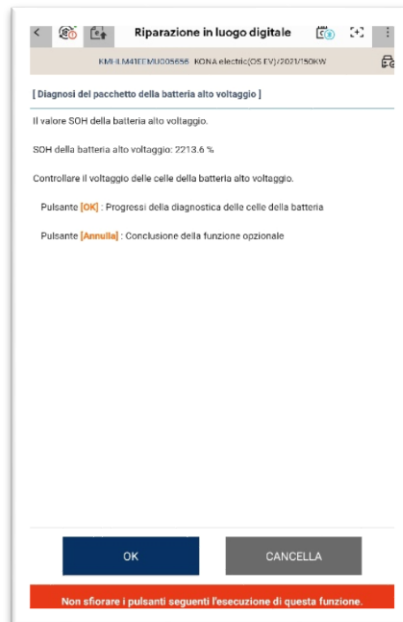 Riparazione in luogo digitale
KONA electric(OS EV)/2021/150KW
[ Diagnosi del pacchetto della batteria alto voltaggio ]
Il valore SOH della batteria alto voltaggio.
SOH della batteria alto voltaggio: 2213.6 %
Controllare il voltaggio delle celle della batteria alto voltaggio.
Pulsante [OK] : Progressi della diagnostica delle celle della batteria
Pulsante [Annulla] : Conclusione della funzione opzionale
OK
CANCELLA
Non sfiorare i pulsanti seguenti l'esecuzione di questa funzione.